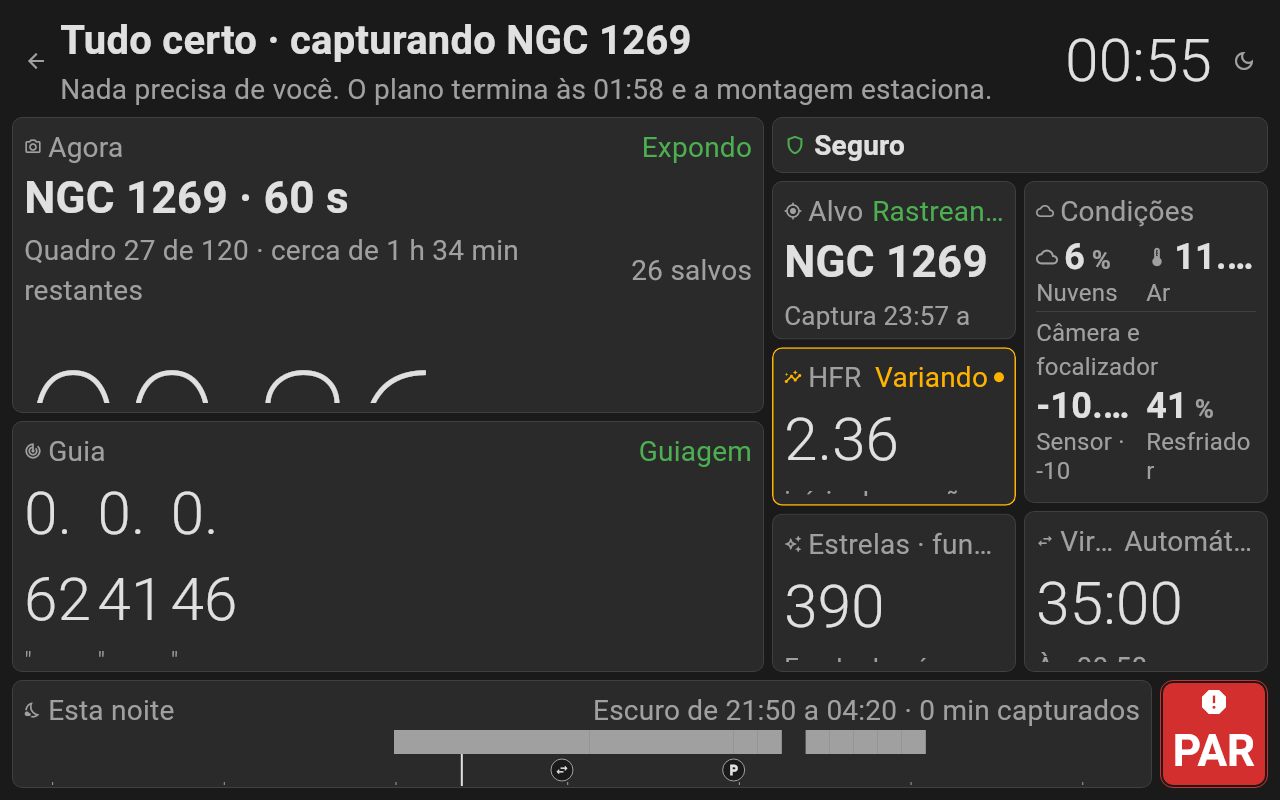 Tudo certo · capturando NGC 1269
Nada precisa de você. O plano termina às 01:58 e a montagem estaciona.
00:55
Agora
Expondo
NGC 1269 · 60 s
Quadro 27 de 120 · cerca de 1 h 34 min
restantes
26 salvos
Guia
Guiagem
0. 0. 0.
62 41 46
" " "
Seguro
Alvo Rastrean…
NGC 1269
Captura 23:57 a
HFR Variando
2.36
Estrelas · fun…
390
Condições
6 % 11.…
Nuvens Ar
Câmera e
focalizador
-10.… 41 %
Sensor · Resfriado
-10 r
Vir… Automát…
35:00
Esta noite
Escuro de 21:50 a 04:20 · 0 min capturados
P
PAR